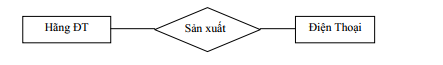 Hãng ĐT
Sản xuất
Điện Thoại